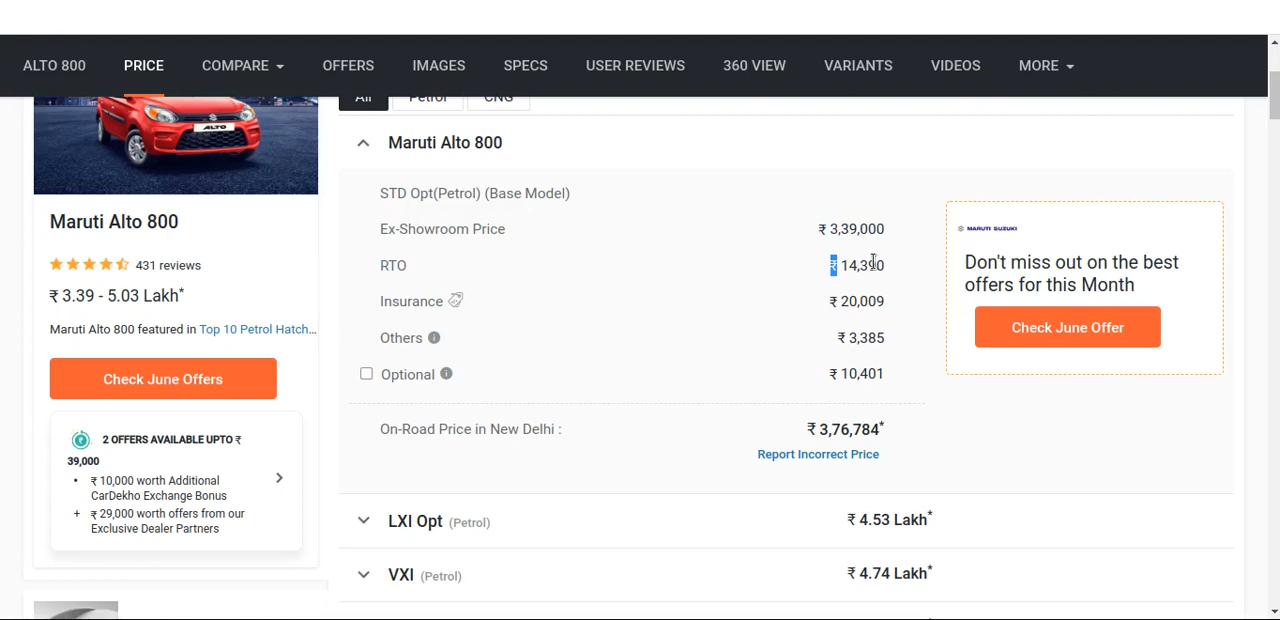 ALTO 800 PRICE COMPARE OFFERS IMAGES SPECS USER REVIEWS 360 VIEW VARIANTS VIDEOS MORE
All Petrol CNG
ALTO
Maruti Alto 800
431 reviews
₹ 3.39 - 5.03 Lakh*
Maruti Alto 800 featured in Top 10 Petrol Hatch...
Check June Offers
2 OFFERS AVAILABLE UPTO ₹
39,000
• ₹ 10,000 worth Additional
CarDekho Exchange Bonus
+ ₹ 29,000 worth offers from our
Exclusive Dealer Partners
Maruti Alto 800
STD Opt(Petrol) (Base Model)
Ex-Showroom Price ₹ 3,39,000
RTO ₹ 14,390
Insurance ₹ 20,009
Others ₹ 3,385
Optional ₹ 10,401
On-Road Price in New Delhi : ₹ 3,76,784*
Report Incorrect Price
LXI Opt (Petrol) ₹ 4.53 Lakh*
VXI (Petrol) ₹ 4.74 Lakh*
MARUTI SUZUKI
Don't miss out on the best
offers for this Month
Check June Offer